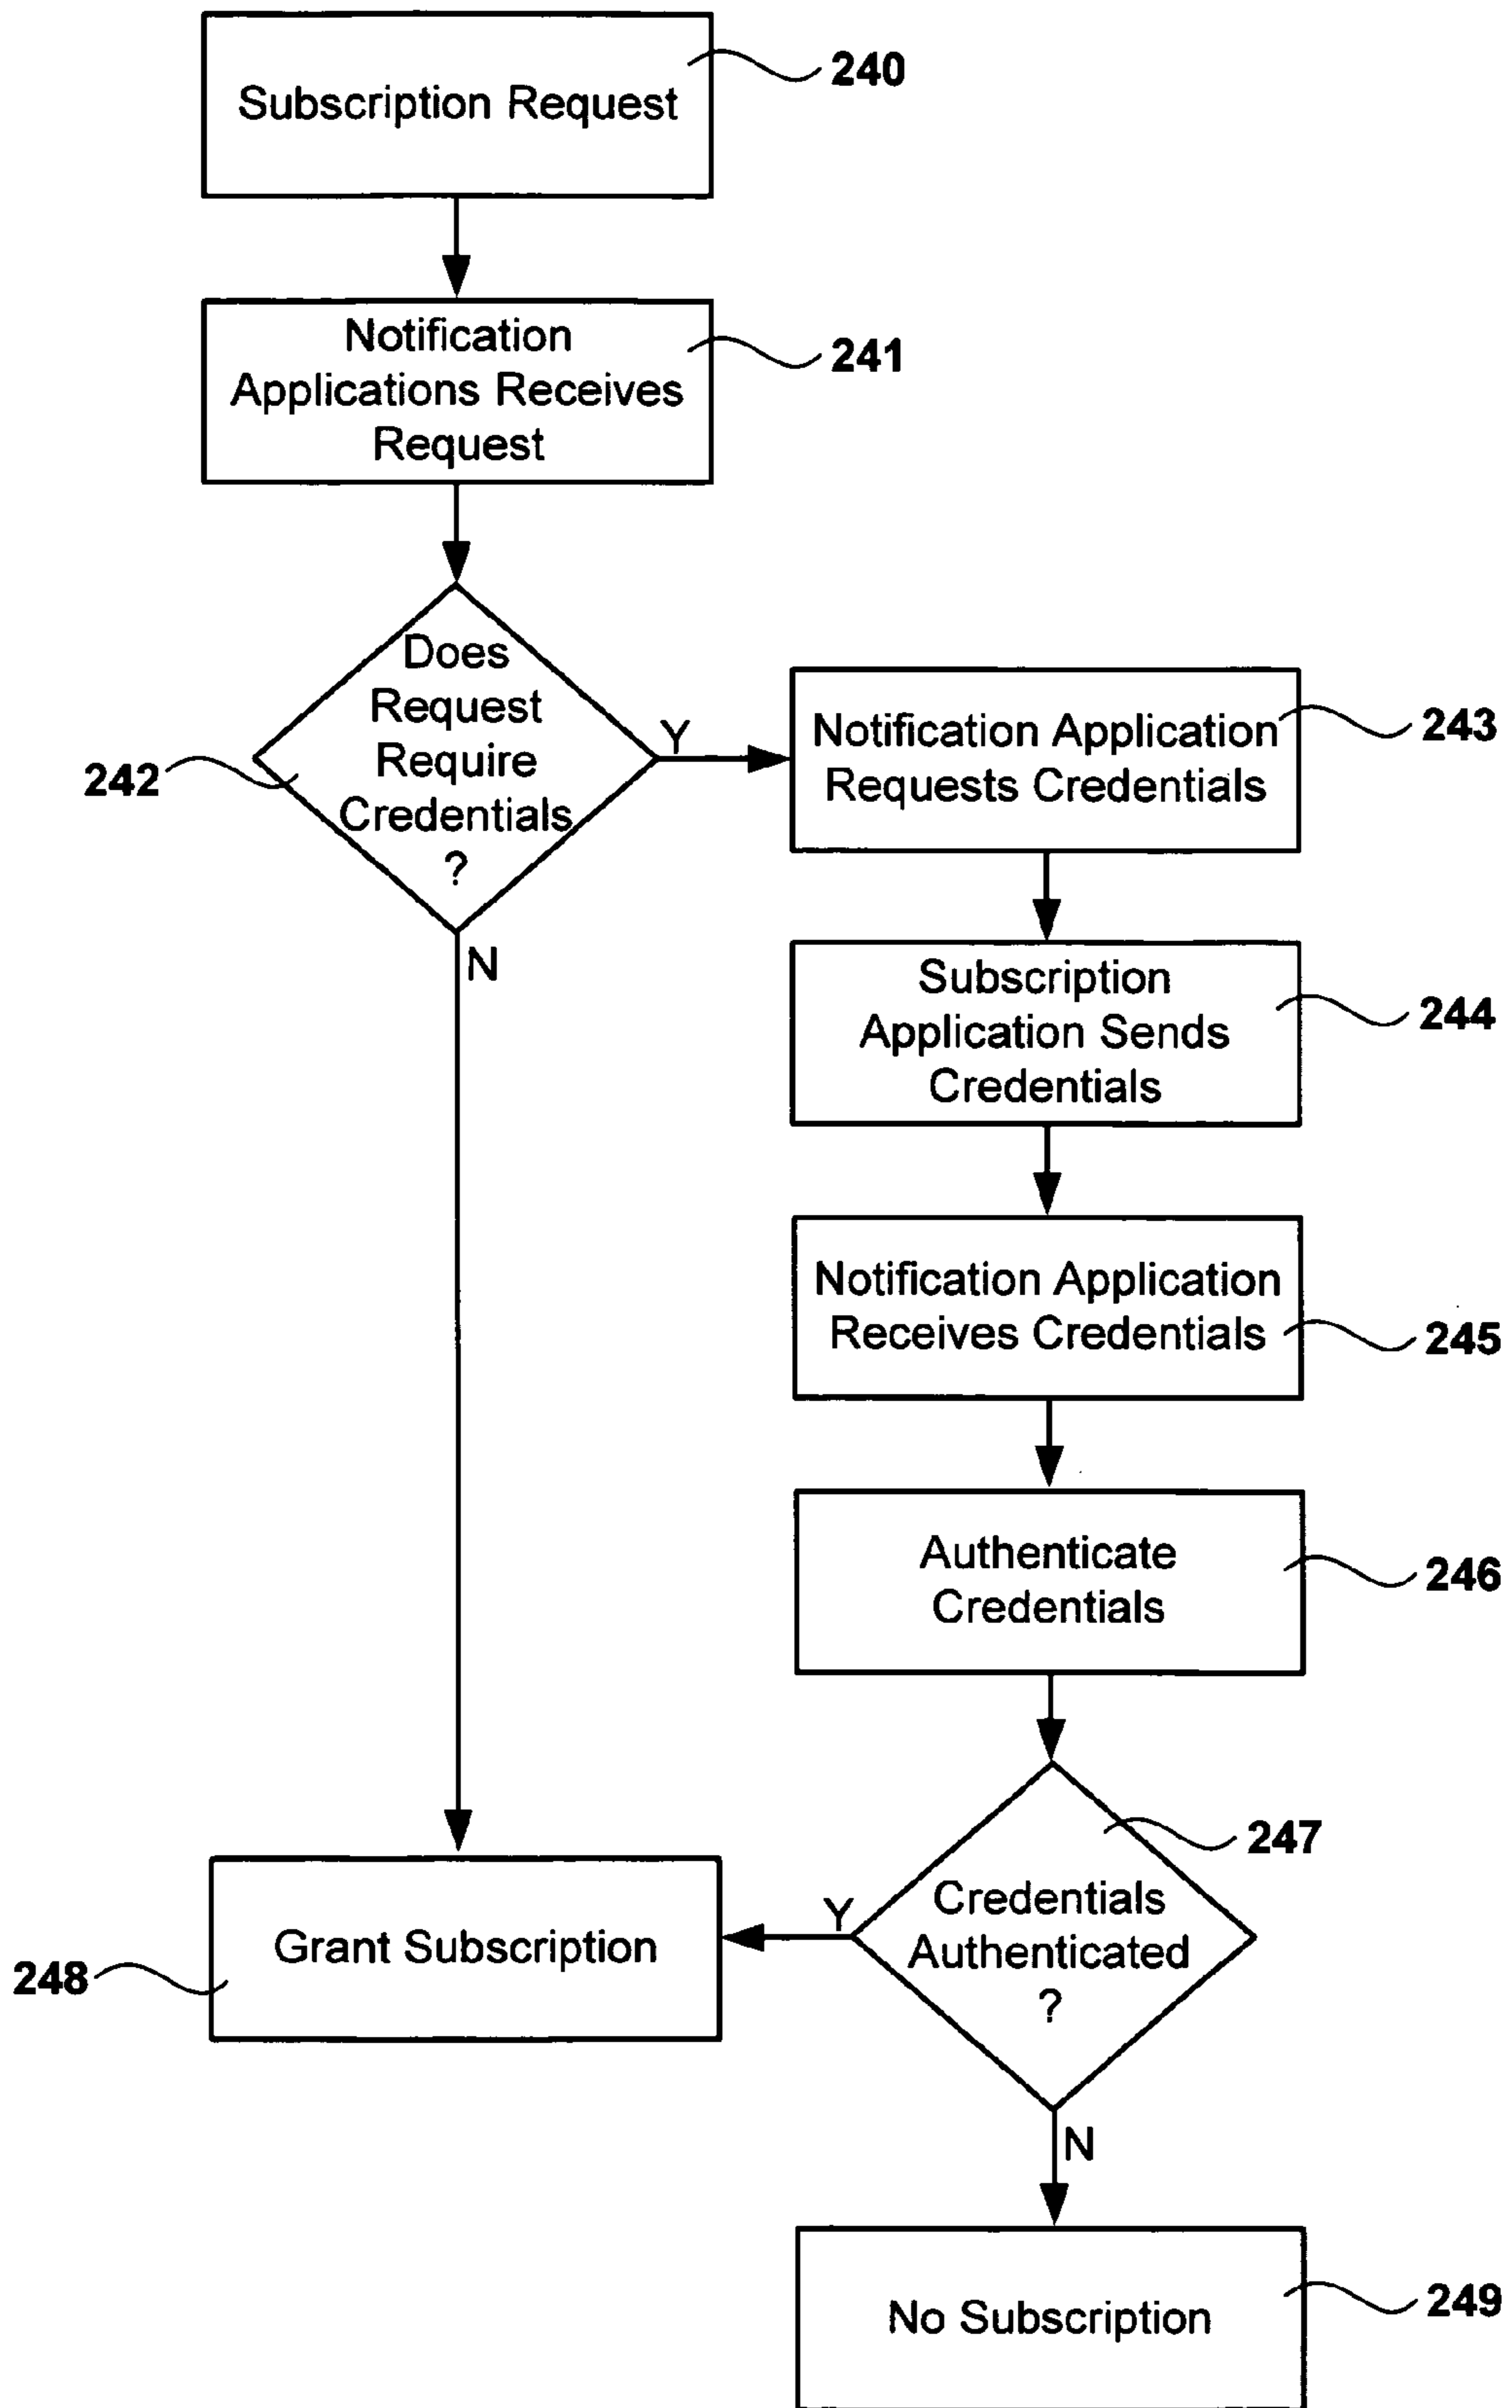 Subscription Request
240
Notification
Applications Receives
Request
241
Does
Request
Require
Credentials
?
242
Y
N
Notification Application
Requests Credentials
243
Subscription
Application Sends
Credentials
244
Notification Application
Receives Credentials
245
Authenticate
Credentials
246
247
Credentials
Authenticated
?
Y
N
Grant Subscription
248
No Subscription
249